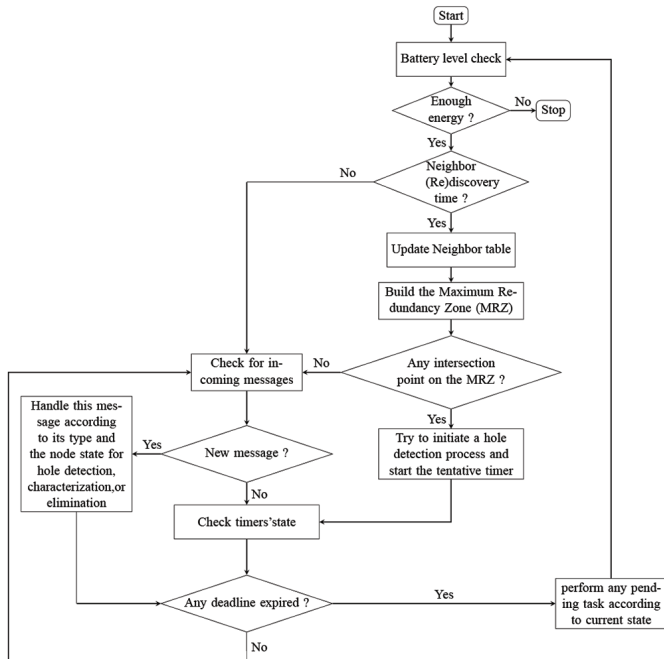 Start
Battery level check
Enough
energy ?
No
Stop
Yes
Neighbor
(Re)discovery
time ?
No
Yes
Update Neighbor table
Build the Maximum Re-
dundancy Zone (MRZ)
Any intersection
point on the MRZ ?
No
Check for in-
coming messages
Yes
Try to initiate a hole
detection process and
start the tentative timer
Handle this mes-
sage according
to its type and
the node state for
hole detection,
characterization,or
elimination
Yes
New message ?
No
Check timers'state
Any deadline expired ?
Yes
perform any pend-
ing task according
to current state
No